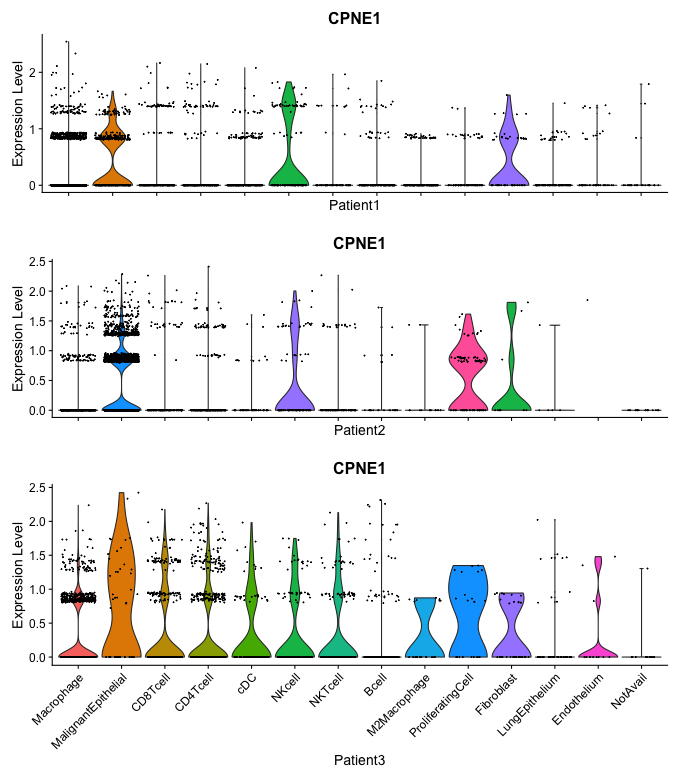 CPNE1
Expression Level
2
1
0
Patient1
CPNE1
Expression Level
2.5
2.0
1.5
1.0
0.5
0.0
Patient2
CPNE1
Expression Level
2.5
2.0
1.5
1.0
0.5
0.0
Macrophage
MalignantEpithelial
CD8Tcell
CD4Tcell
cDC
NKcell
NKTcell
Bcell
M2Macrophage
ProliferatingCell
Fibroblast
LungEpithelium
Endothelium
NotAvail
Patient3